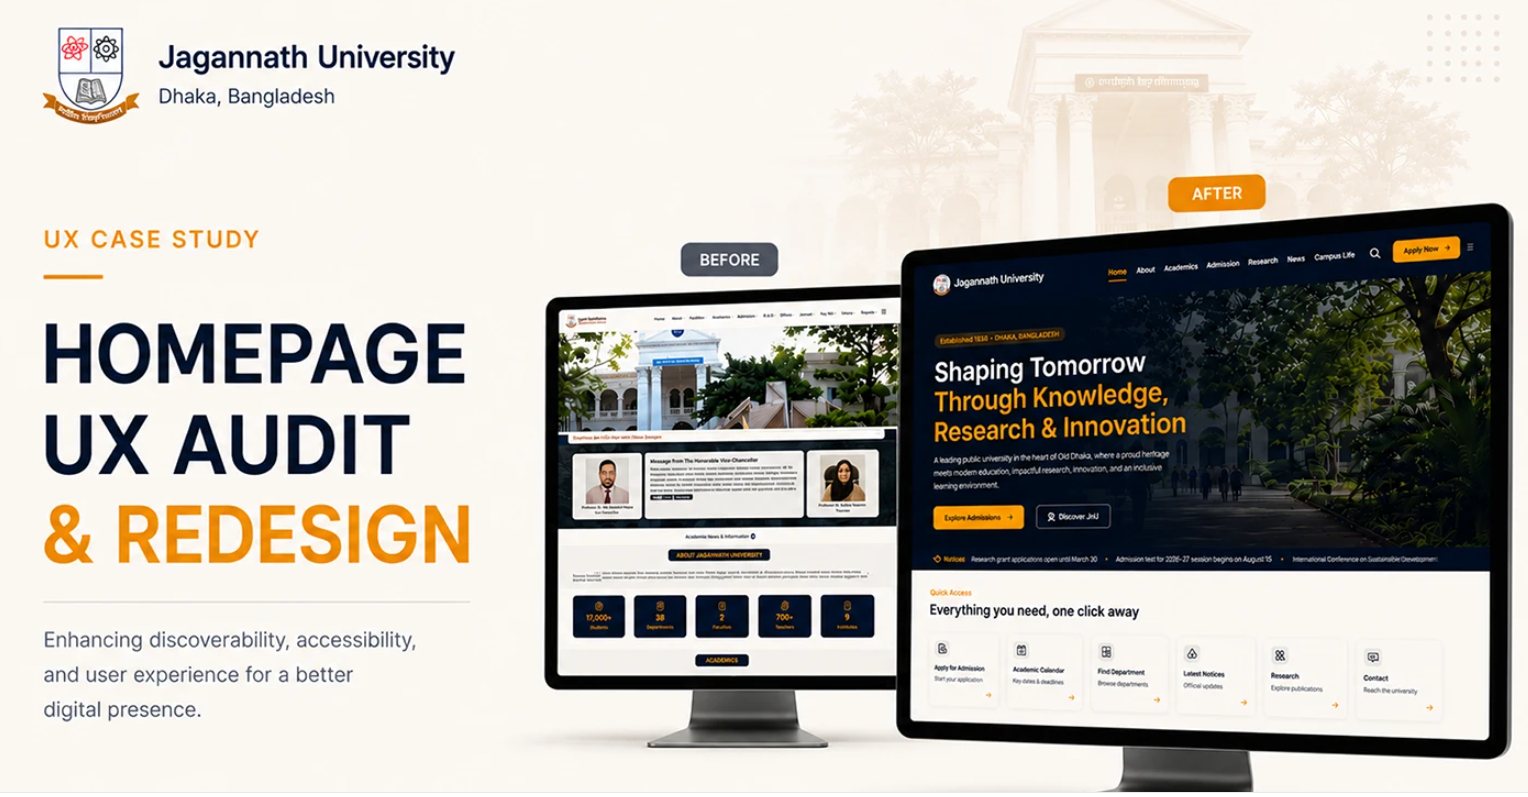 Jagannath University
Dhaka, Bangladesh
UX CASE STUDY
HOMEPAGE
UX AUDIT
& REDESIGN
Enhancing discoverability, accessibility,
and user experience for a better
digital presence.
BEFORE
Home About Faculties Academics Admission
Message from The Honorable Vice-Chancellor
Academic News & Information
ABOUT JAGANNATH UNIVERSITY
17,000+ 38 2 700+ 9
Students Departments Faculties Teachers Institutes
ACADEMICS
AFTER
Jagannath University
Home About Academics Admission Research News Campus Life Apply Now →
DHAKA, BANGLADESH
Shaping Tomorrow
Through Knowledge,
Research & Innovation
A leading public university in the heart of Old Dhaka, where a proud heritage
meets modern education, impactful research, innovation, and an inclusive
learning environment.
Explore Admissions → Discover JnU
Notices Research grant applications open until March 30 • Admission test for 2026-27 session begins on August 15 • International Conference on Sustainable Development
Quick Access
Everything you need, one click away
Apply for Admission
Start your application
→
Academic Calendar
Key dates & deadlines
→
Find Department
Browse departments
→
Latest Notices
Official updates
→
Research
Explore publications
→
Contact
Reach the university
→